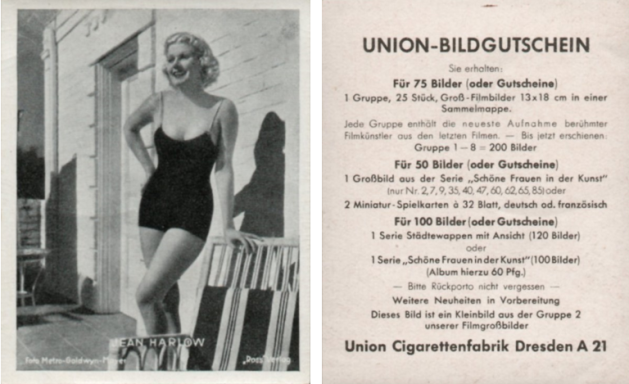 JEAN HARLOW
Foto Metro-Goldwyn-Mayer
„Ross" Verlag
UNION-BILDGUTSCHEIN
Sie erhalten:
Für 75 Bilder (oder Gutscheine)
1 Gruppe, 25 Stück, Groß-Filmbilder 13x18 cm in einer
Sammelmappe.
Jede Gruppe enthält die neueste Aufnahme berühmter
Filmkünstler aus den letzten Filmen. — Bis jetzt erschienen:
Gruppe 1—8 = 200 Bilder
Für 50 Bilder (oder Gutscheine)
1 Großbild aus der Serie „Schöne Frauen in der Kunst"
(nur Nr. 2, 7, 9, 35, 40, 47, 60, 62, 65, 85) oder
2 Miniatur-Spielkarten à 32 Blatt, deutsch od. französisch
Für 100 Bilder (oder Gutscheine)
1 Serie Städtewappen mit Ansicht (120 Bilder)
oder
1 Serie „Schöne Frauen in der Kunst" (100 Bilder)
(Album hierzu 60 Pfg.)
— Bitte Rückporto nicht vergessen —
Weitere Neuheiten in Vorbereitung
Dieses Bild ist ein Kleinbild aus der Gruppe 2
unserer Filmgroßbilder
Union Cigarettenfabrik Dresden A 21